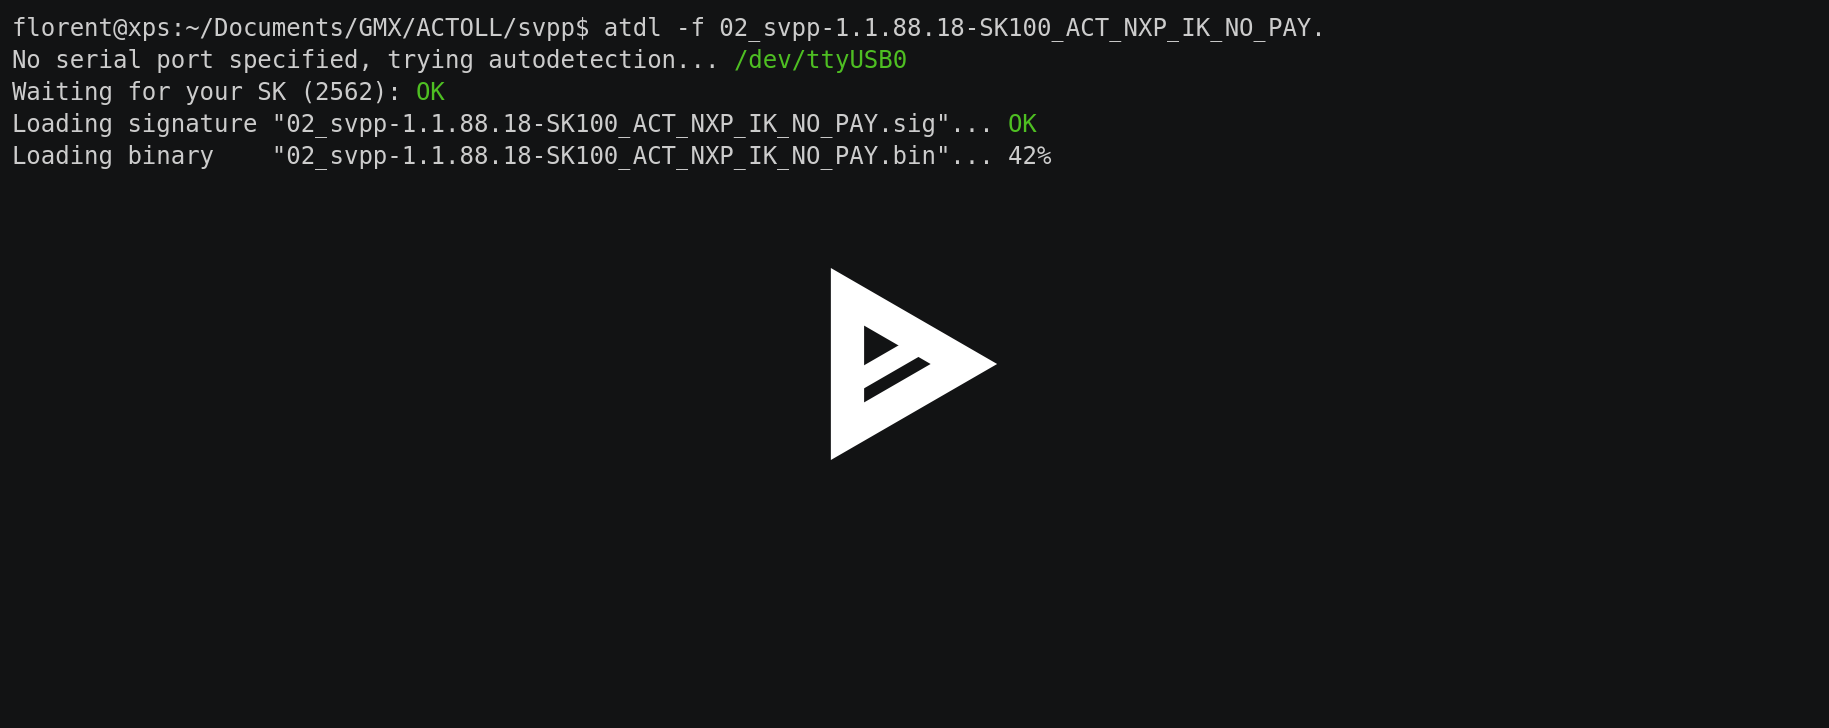 florent@xps:~/Documents/GMX/ACTOLL/svpp$ atdl -f 02_svpp-1.1.88.18-SK100_ACT_NXP_IK_NO_PAY.
No serial port specified, trying autodetection... /dev/ttyUSB0
Waiting for your SK (2562): OK
Loading signature "02_svpp-1.1.88.18-SK100_ACT_NXP_IK_NO_PAY.sig"... OK
Loading binary    "02_svpp-1.1.88.18-SK100_ACT_NXP_IK_NO_PAY.bin"... 42%